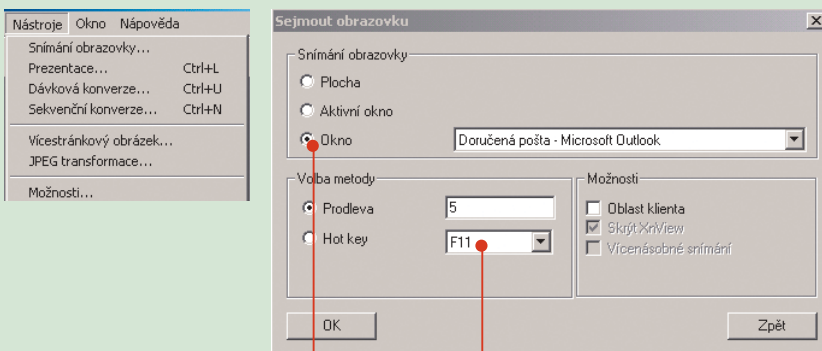 Nástroje Okno Nápověda
Snímání obrazovky...
Prezentace... Ctrl+L
Dávková konverze... Ctrl+U
Sekvenční konverze... Ctrl+N
Vícestránkový obrázek...
JPEG transformace...
Možnosti...
Sejmout obrazovku
Snímání obrazovky
Plocha
Aktivní okno
Okno Doručená pošta - Microsoft Outlook
Volba metody
Prodleva 5
Hot key F11
Možnosti
Oblast klienta
Skrýt XnView
Vícenásobné snímání
OK Zpět